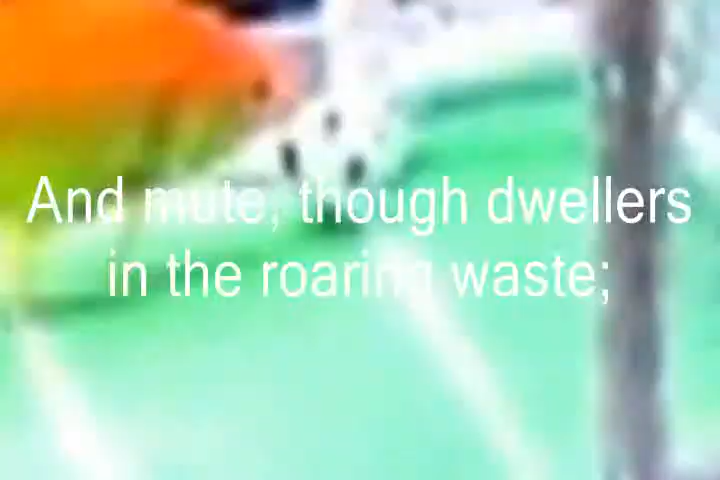 And mute, though dwellers
in the roaring waste;